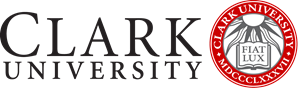 CLARK
UNIVERSITY
CLARK UNIVERSITY
FIAT
LUX
MDCCCLXXXVII